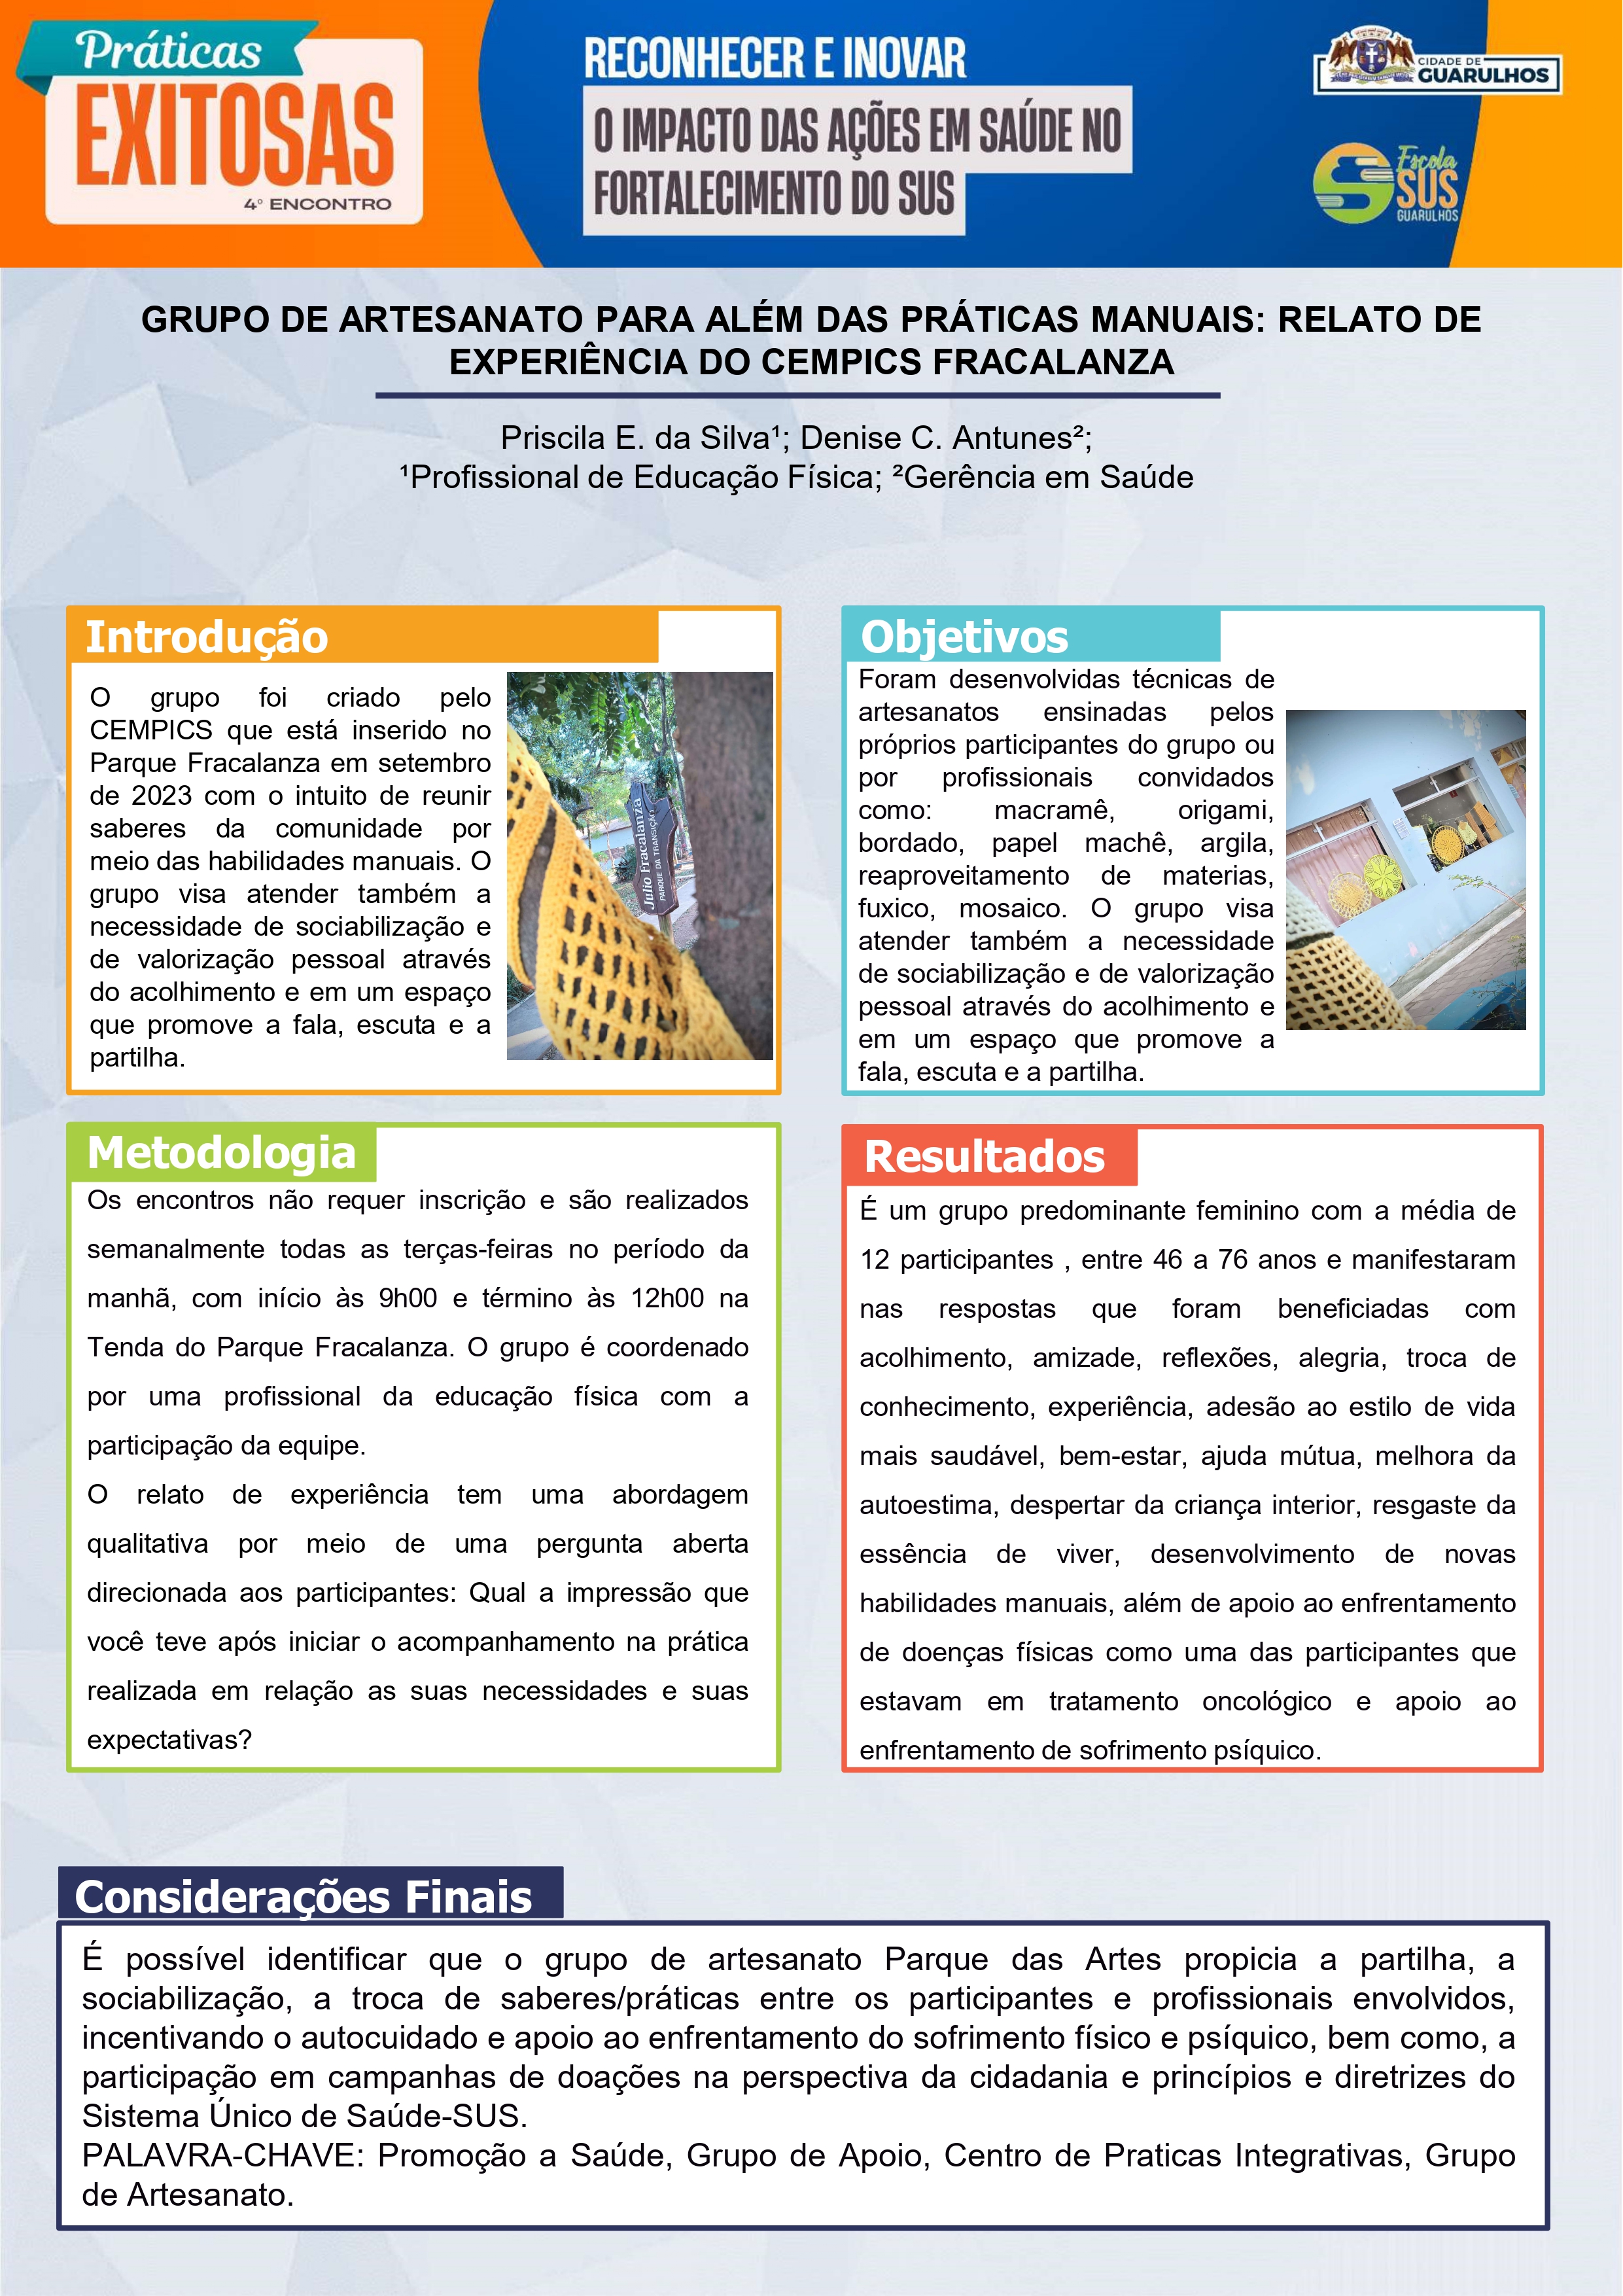 Práticas
EXITOSAS
4º ENCONTRO
RECONHECER E INOVAR
O IMPACTO DAS AÇÕES EM SAÚDE NO
FORTALECIMENTO DO SUS
CIDADE DE
GUARULHOS
Escola
SUS
GUARULHOS
GRUPO DE ARTESANATO PARA ALÉM DAS PRÁTICAS MANUAIS: RELATO DE
EXPERIÊNCIA DO CEMPICS FRACALANZA
Priscila E. da Silva¹; Denise C. Antunes²;
¹Profissional de Educação Física; ²Gerência em Saúde
Introdução
O grupo foi criado pelo
CEMPICS que está inserido no
Parque Fracalanza em setembro
de 2023 com o intuito de reunir
saberes da comunidade por
meio das habilidades manuais. O
grupo visa atender também a
necessidade de sociabilização e
de valorização pessoal através
do acolhimento e em um espaço
que promove a fala, escuta e a
partilha.
Julio Fracalanza
PARQUE DA TRANSIÇÃO
Objetivos
Foram desenvolvidas técnicas de
artesanatos ensinadas pelos
próprios participantes do grupo ou
por profissionais convidados
como: macramê, origami,
bordado, papel machê, argila,
reaproveitamento de materias,
fuxico, mosaico. O grupo visa
atender também a necessidade
de sociabilização e de valorização
pessoal através do acolhimento e
em um espaço que promove a
fala, escuta e a partilha.
Metodologia
Os encontros não requer inscrição e são realizados
semanalmente todas as terças-feiras no período da
manhã, com início às 9h00 e término às 12h00 na
Tenda do Parque Fracalanza. O grupo é coordenado
por uma profissional da educação física com a
participação da equipe.
O relato de experiência tem uma abordagem
qualitativa por meio de uma pergunta aberta
direcionada aos participantes: Qual a impressão que
você teve após iniciar o acompanhamento na prática
realizada em relação as suas necessidades e suas
expectativas?
Resultados
É um grupo predominante feminino com a média de
12 participantes , entre 46 a 76 anos e manifestaram
nas respostas que foram beneficiadas com
acolhimento, amizade, reflexões, alegria, troca de
conhecimento, experiência, adesão ao estilo de vida
mais saudável, bem-estar, ajuda mútua, melhora da
autoestima, despertar da criança interior, resgaste da
essência de viver, desenvolvimento de novas
habilidades manuais, além de apoio ao enfrentamento
de doenças físicas como uma das participantes que
estavam em tratamento oncológico e apoio ao
enfrentamento de sofrimento psíquico.
Considerações Finais
É possível identificar que o grupo de artesanato Parque das Artes propicia a partilha, a
sociabilização, a troca de saberes/práticas entre os participantes e profissionais envolvidos,
incentivando o autocuidado e apoio ao enfrentamento do sofrimento físico e psíquico, bem como, a
participação em campanhas de doações na perspectiva da cidadania e princípios e diretrizes do
Sistema Único de Saúde-SUS.
PALAVRA-CHAVE: Promoção a Saúde, Grupo de Apoio, Centro de Praticas Integrativas, Grupo
de Artesanato.